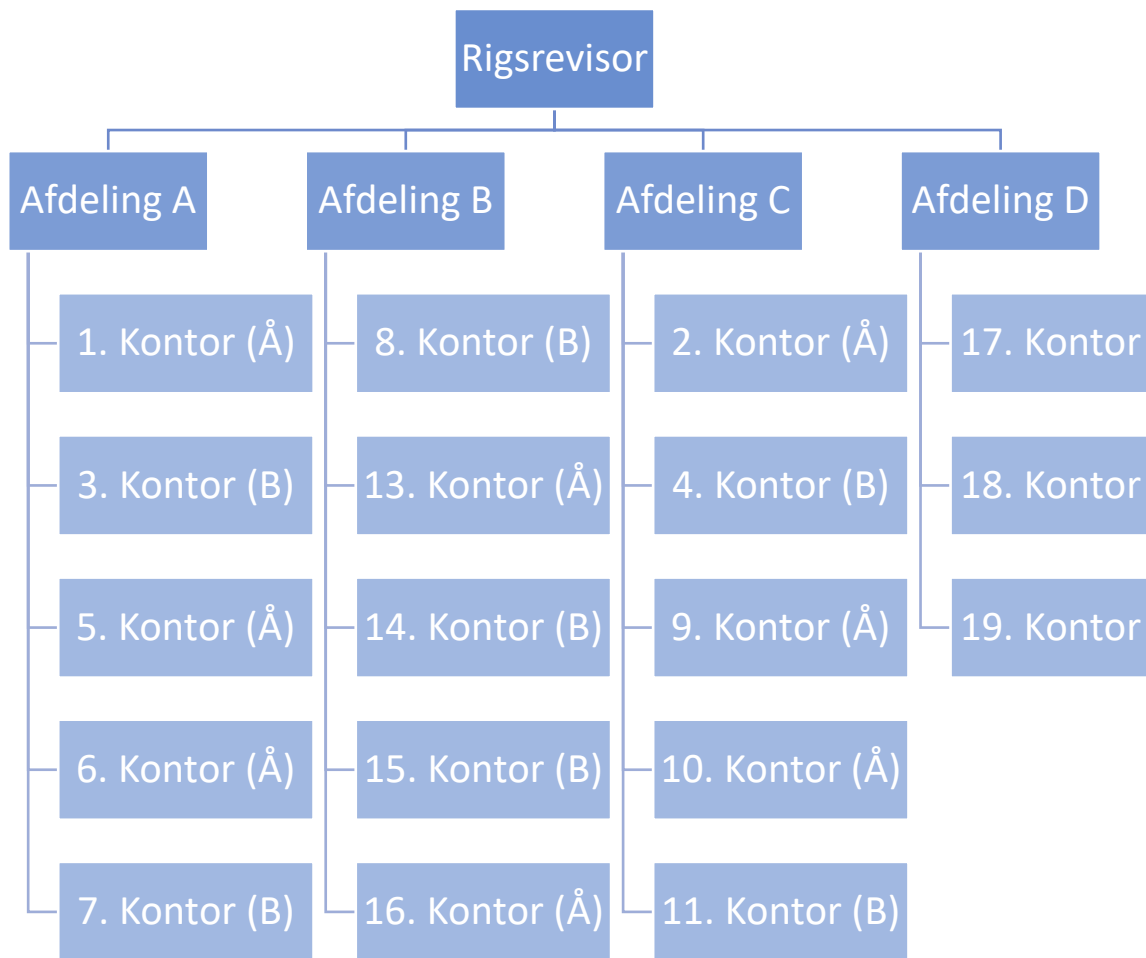 Rigsrevisor
Afdeling A
Afdeling B
Afdeling C
Afdeling D
1. Kontor (Å)
8. Kontor (B)
2. Kontor (Å)
17. Kontor
3. Kontor (B)
13. Kontor (Å)
4. Kontor (B)
18. Kontor
5. Kontor (Å)
14. Kontor (B)
9. Kontor (Å)
19. Kontor
6. Kontor (Å)
15. Kontor (B)
10. Kontor (Å)
7. Kontor (B)
16. Kontor (Å)
11. Kontor (B)